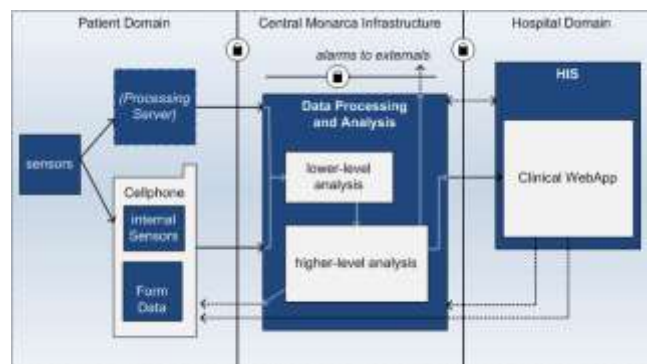 Patient Domain
Central Monarca Infrastructure
Hospital Domain
alarms to externals
HIS
(Processing
Server)
Data Processing
and Analysis
sensors
lower-level
analysis
Clinical WebApp
Cellphone
internal
Sensors
higher-level analysis
Form
Data